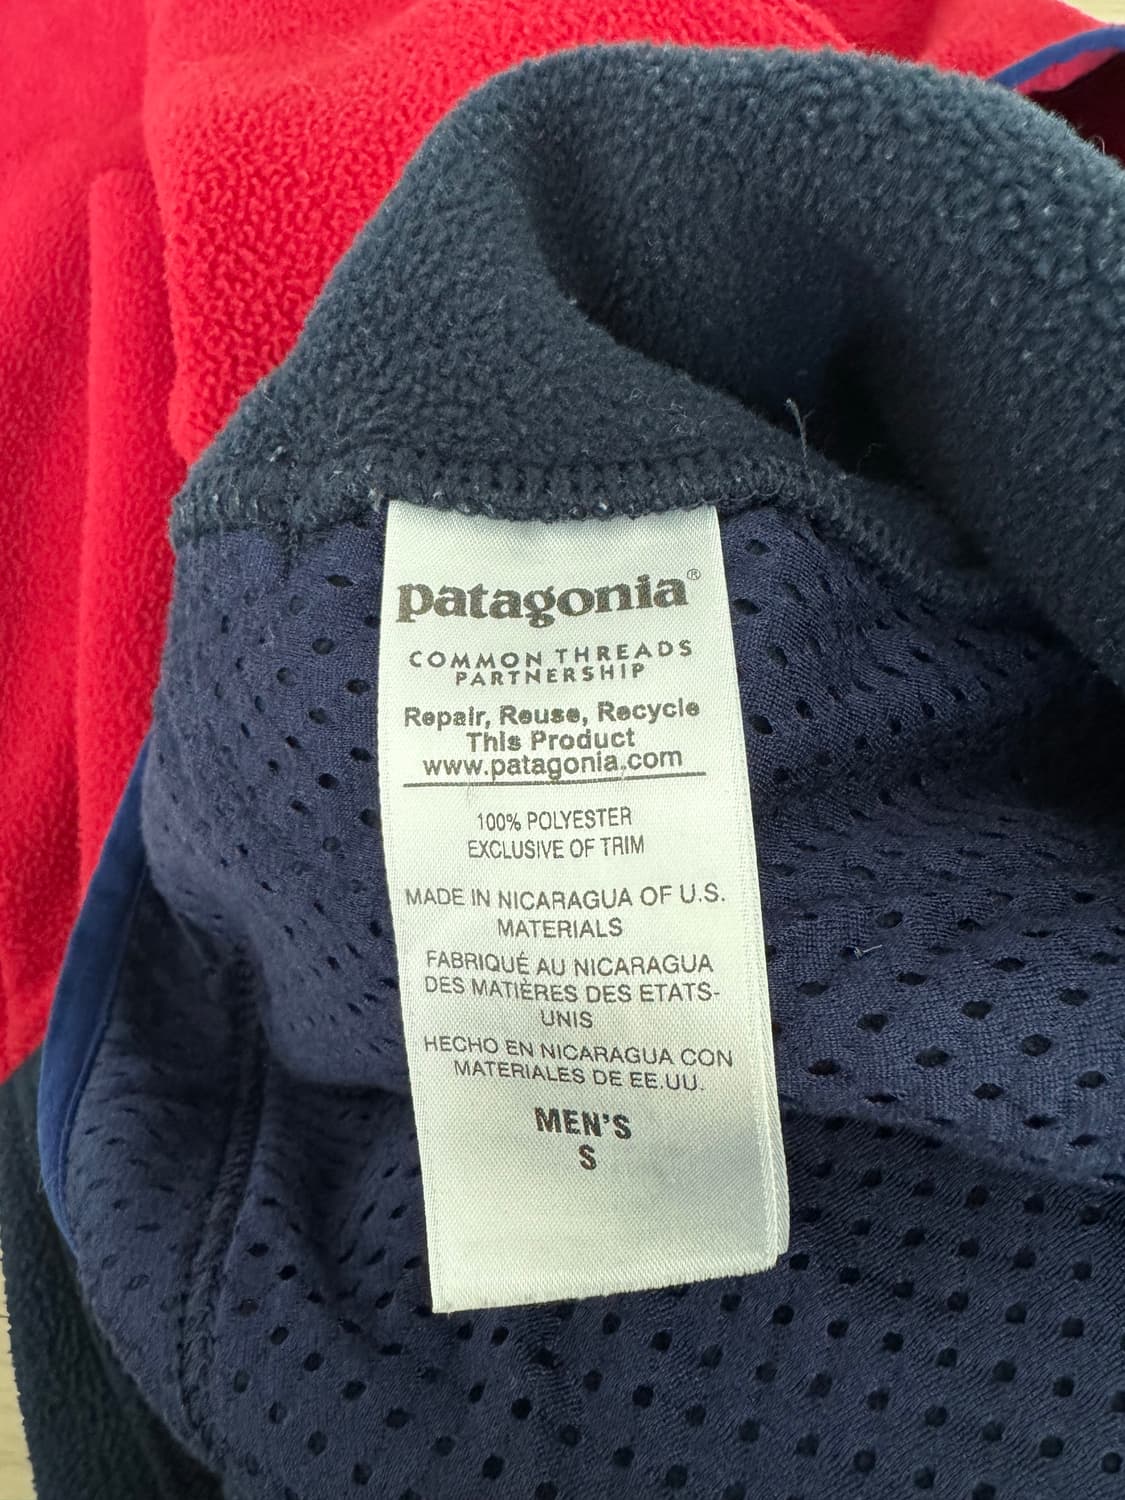 patagonia®
COMMON THREADS
PARTNERSHIP
Repair, Reuse, Recycle
This Product
www.patagonia.com
100% POLYESTER
EXCLUSIVE OF TRIM
MADE IN NICARAGUA OF U.S.
MATERIALS
FABRIQUÉ AU NICARAGUA
DES MATIÈRES DES ETATS-
UNIS
HECHO EN NICARAGUA CON
MATERIALES DE EE.UU.
MEN'S
S